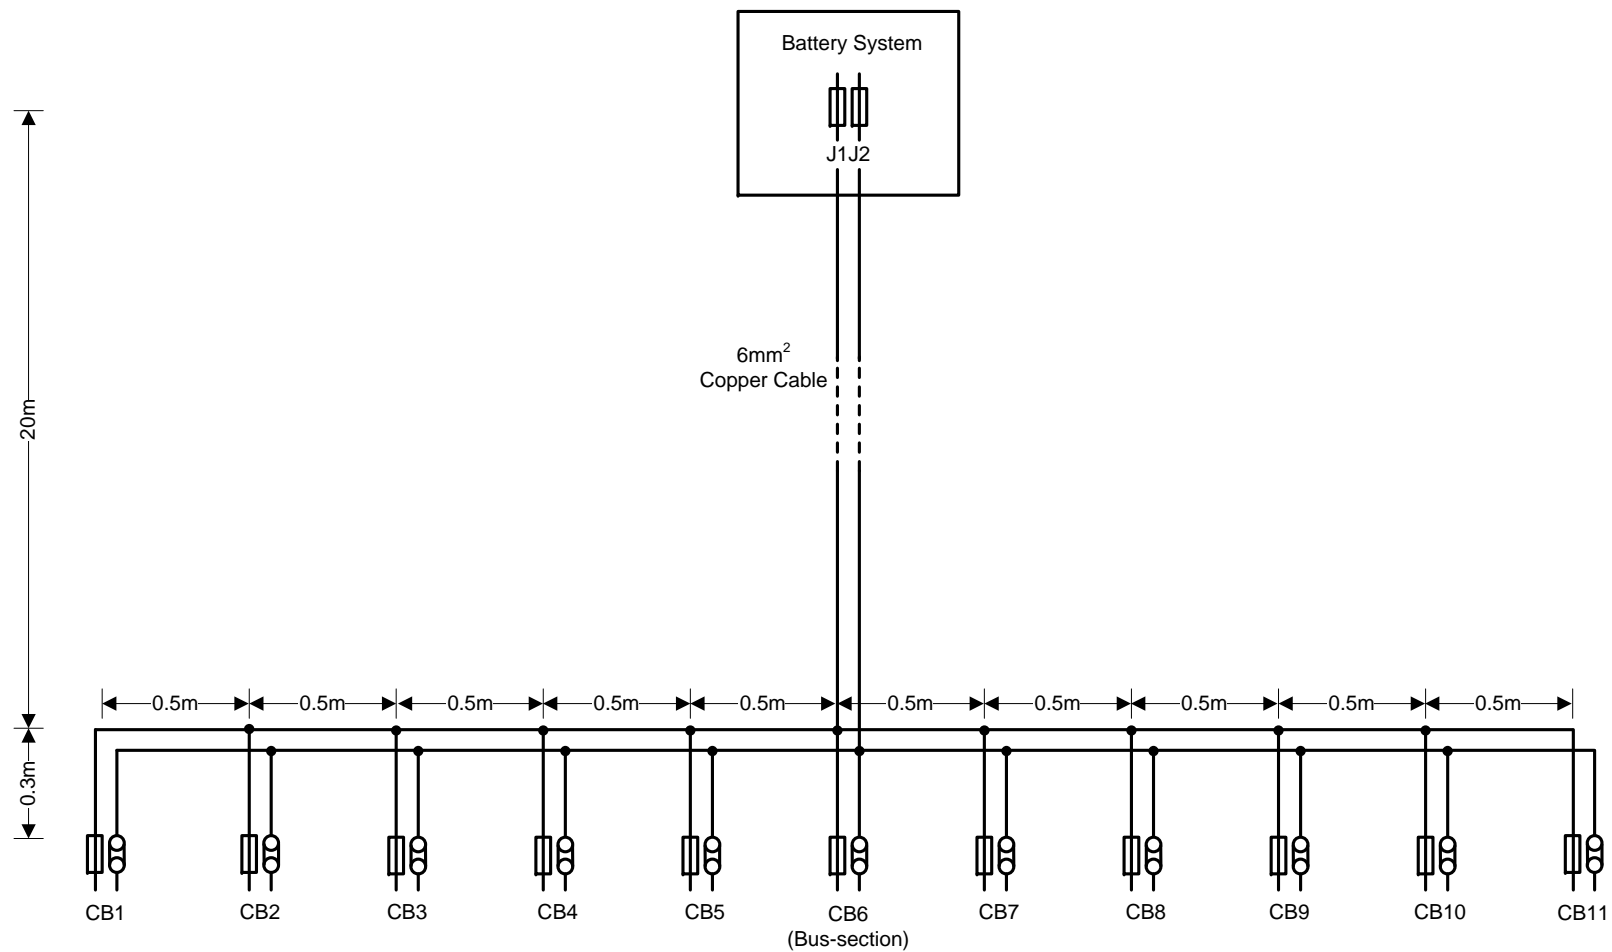 Battery System
J1 J2
6mm²
Copper Cable
20m
0.5m 0.5m 0.5m 0.5m 0.5m 0.5m 0.5m 0.5m 0.5m 0.5m
0.3m
CB1 CB2 CB3 CB4 CB5 CB6 CB7 CB8 CB9 CB10 CB11
(Bus-section)